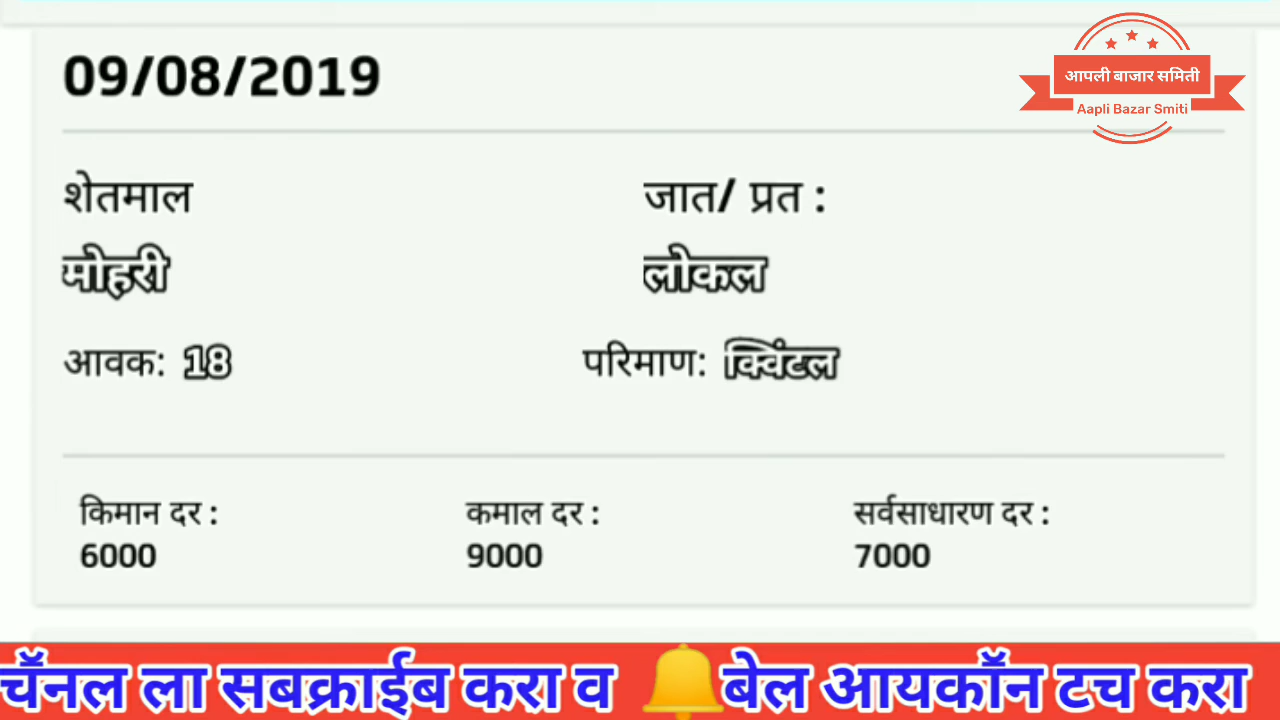 09/08/2019
आपली बाजार समिती
Aapli Bazar Smiti
शेतमाल जात/ प्रत :
मोहरी लोकल
आवक: 18 परिमाण: क्विंटल
किमान दर : कमाल दर : सर्वसाधारण दर :
6000 9000 7000
चॅनल ला सबक्राईब करा व 🔔बेल आयकॉन टच करा